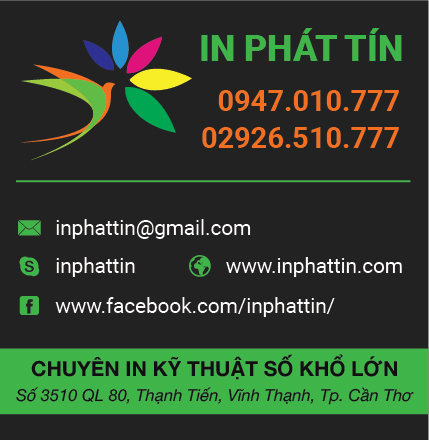 IN PHÁT TÍN
0947.010.777
02926.510.777
inphattin@gmail.com
inphattin
www.inphattin.com
www.facebook.com/inphattin/
CHUYÊN IN KỸ THUẬT SỐ KHỔ LỚN
Số 3510 QL 80, Thạnh Tiến, Vĩnh Thạnh, Tp. Cần Thơ